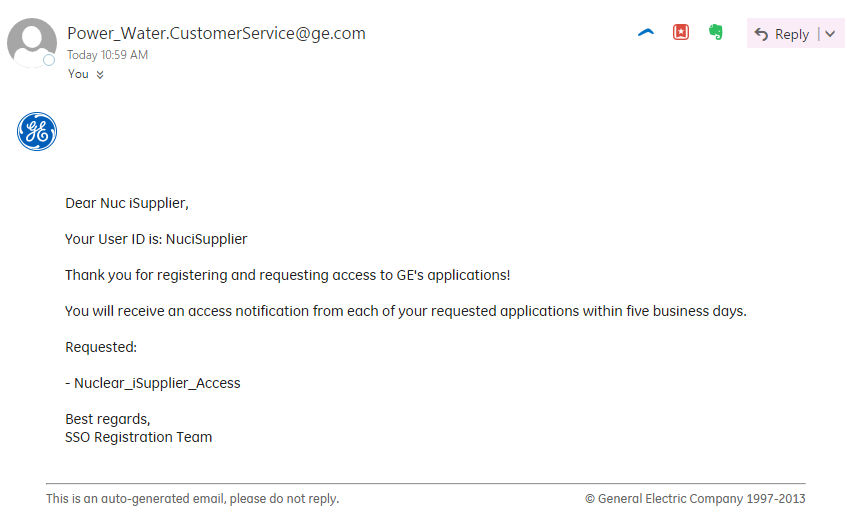 Power_Water.CustomerService@ge.com
Today 10:59 AM
You
Reply
GE
Dear Nuc iSupplier,
Your User ID is: NuciSupplier
Thank you for registering and requesting access to GE's applications!
You will receive an access notification from each of your requested applications within five business days.
Requested:
- Nuclear_iSupplier_Access
Best regards,
SSO Registration Team
This is an auto-generated email, please do not reply.
© General Electric Company 1997-2013